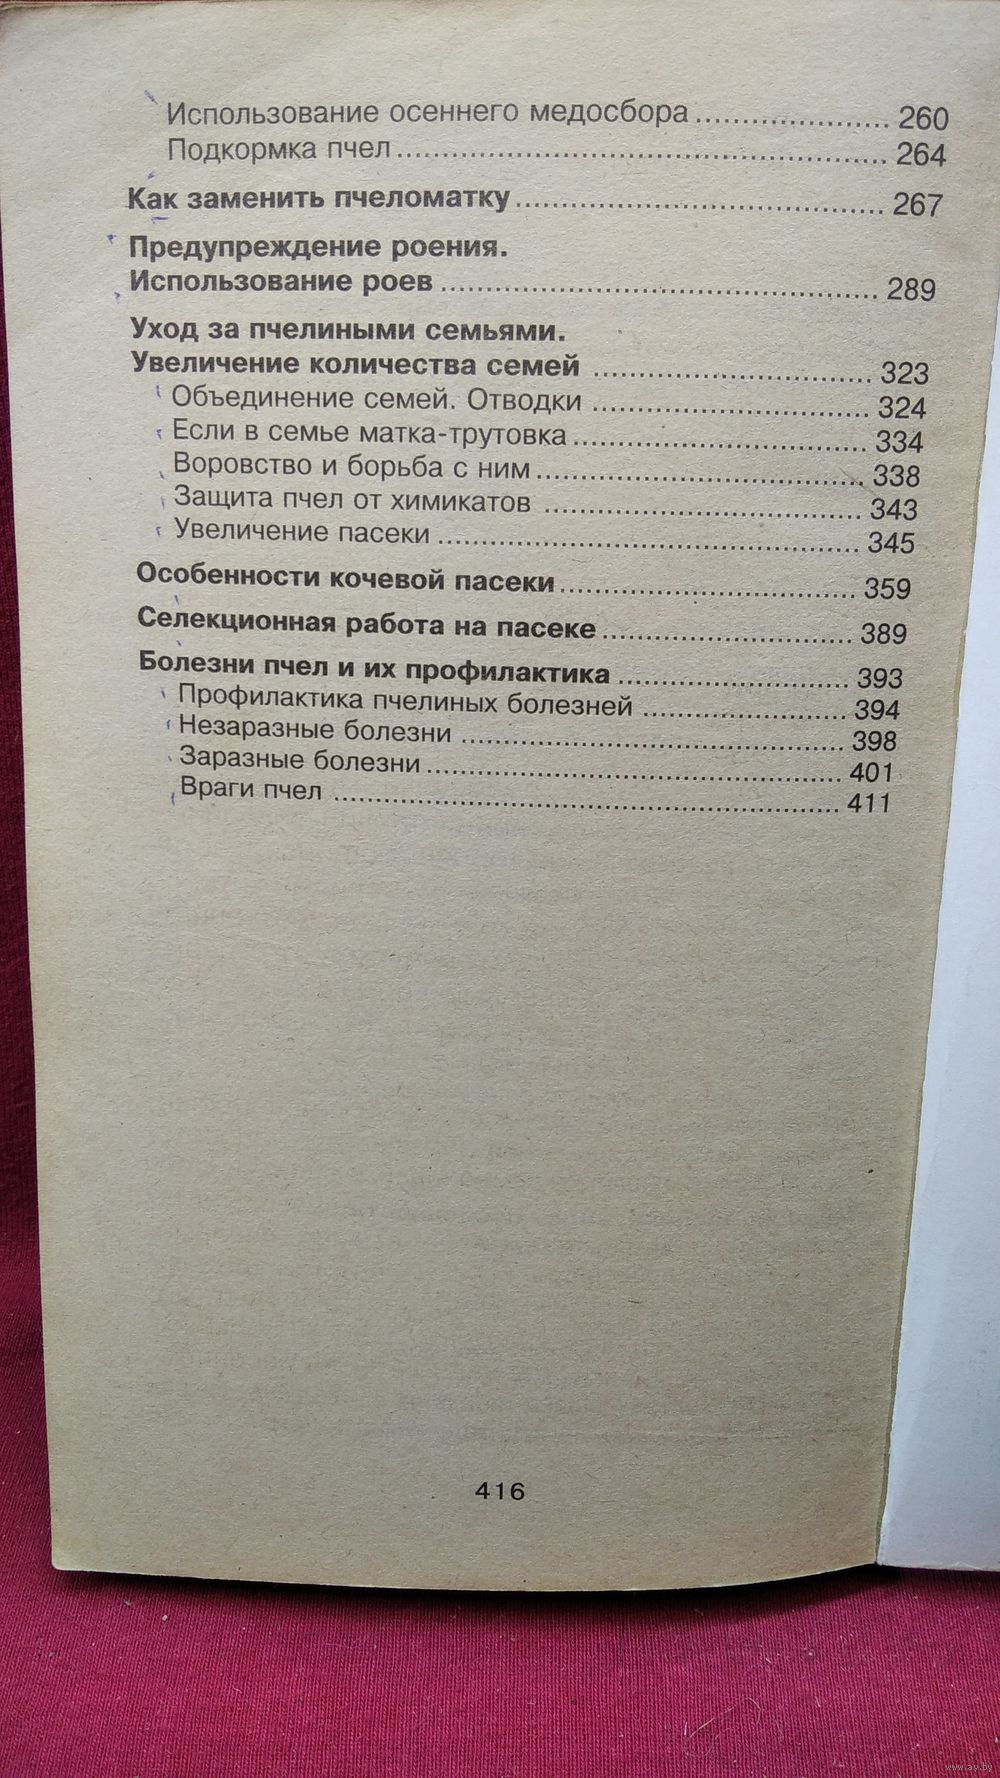 Использование осеннего медосбора ..................... 260
Подкормка пчел ..................................................... 264
Как заменить пчеломатку ........................................ 267
Предупреждение роения.
Использование роев ............................................... 289
Уход за пчелиными семьями.
Увеличение количества семей .............................. 323
Объединение семей. Отводки .............................. 324
Если в семье матка-трутовка ................................ 334
Воровство и борьба с ним ................................... 338
Защита пчел от химикатов ................................... 343
Увеличение пасеки .............................................. 345
Особенности кочевой пасеки ................................ 359
Селекционная работа на пасеке ........................... 389
Болезни пчел и их профилактика ......................... 393
Профилактика пчелиных болезней ...................... 394
Незаразные болезни .......................................... 398
Заразные болезни ............................................. 401
Враги пчел ....................................................... 411
416
www.ay.by